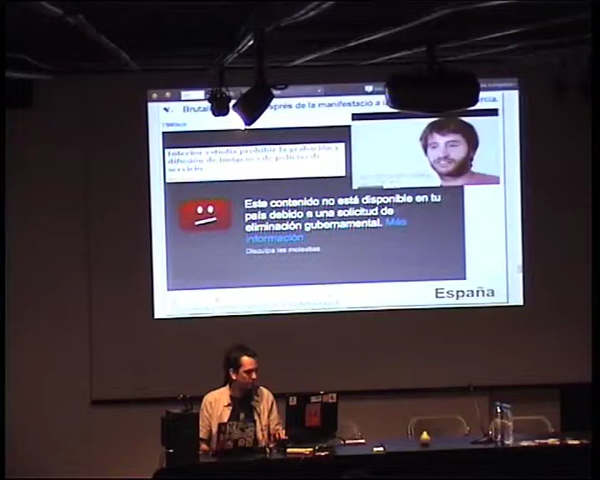 Brutal després de la manifestació a
Interior estudia prohibir la grabación y
difusión de imágenes de policías de
servicio
Este contenido no está disponible en tu
país debido a una solicitud de
eliminación gubernamental. Más
información
Disculpa las molestias
España